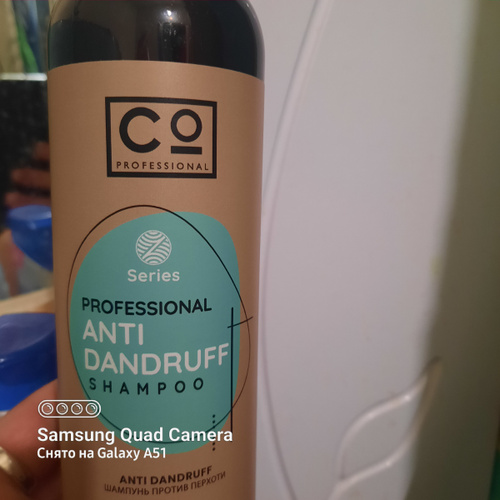 CO
PROFESSIONAL
Series
PROFESSIONAL
ANTI
DANDRUFF
SHAMPOO
ANTI DANDRUFF
ШАМПУНЬ ПРОТИВ ПЕРХОТИ
Samsung Quad Camera
Снято на Galaxy A51